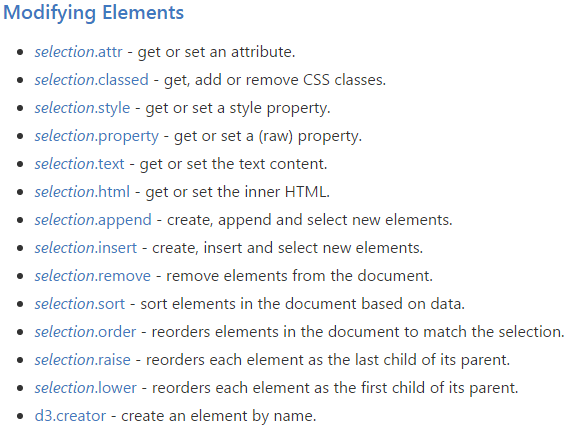 Modifying Elements
selection.attr - get or set an attribute.
selection.classed - get, add or remove CSS classes.
selection.style - get or set a style property.
selection.property - get or set a (raw) property.
selection.text - get or set the text content.
selection.html - get or set the inner HTML.
selection.append - create, append and select new elements.
selection.insert - create, insert and select new elements.
selection.remove - remove elements from the document.
selection.sort - sort elements in the document based on data.
selection.order - reorders elements in the document to match the selection.
selection.raise - reorders each element as the last child of its parent.
selection.lower - reorders each element as the first child of its parent.
d3.creator - create an element by name.